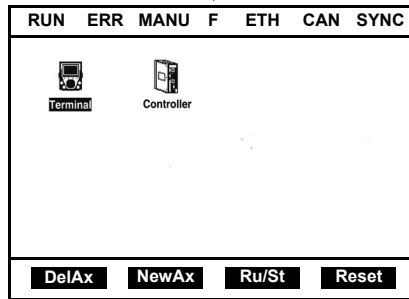 RUN ERR MANU F ETH CAN SYNC
Terminal Controller
DelAx NewAx Ru/St Reset